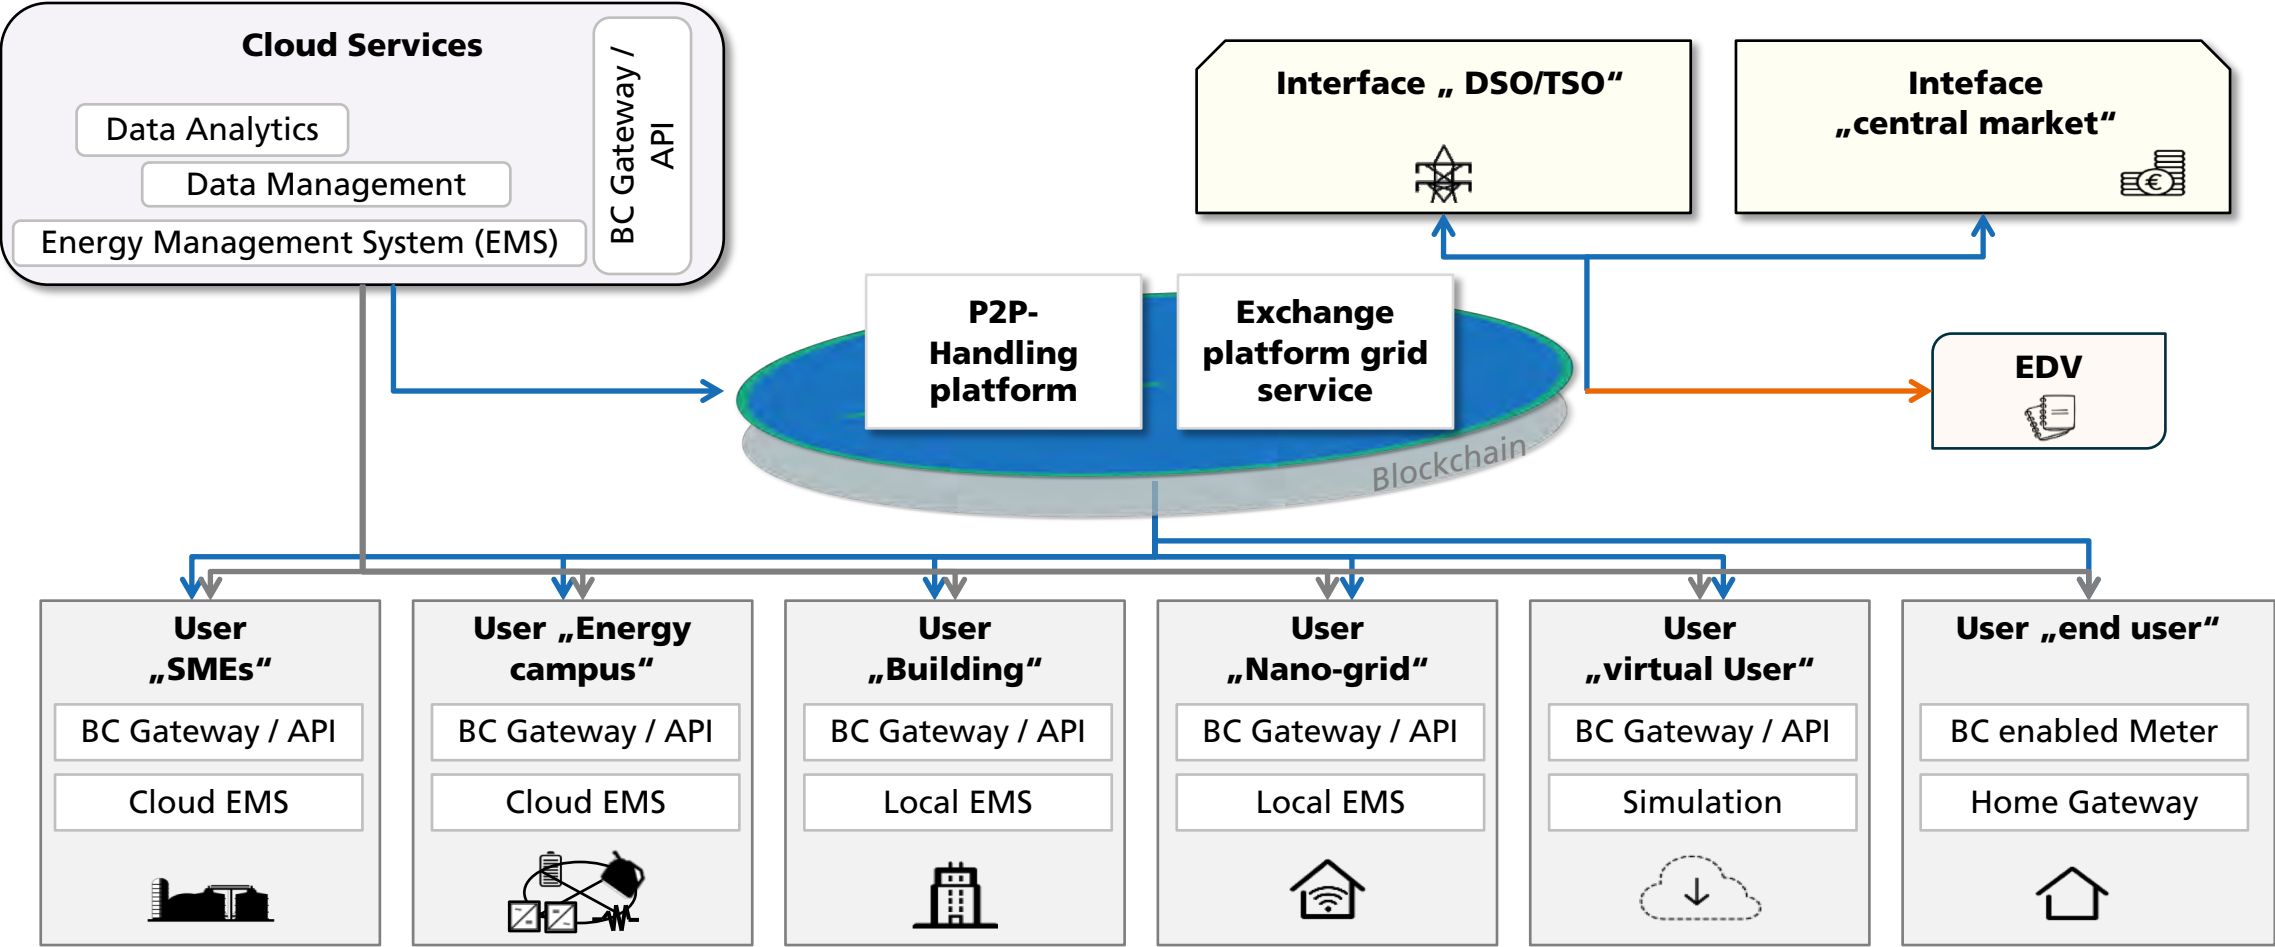 Cloud Services
Data Analytics
Data Management
Energy Management System (EMS)
BC Gateway /
API
Interface „ DSO/TSO“
Inteface
„central market“
P2P-
Handling
platform
Exchange
platform grid
service
Blockchain
EDV
User
„SMEs“
BC Gateway / API
Cloud EMS
User „Energy
campus“
BC Gateway / API
Cloud EMS
User
„Building“
BC Gateway / API
Local EMS
User
„Nano-grid“
BC Gateway / API
Local EMS
User
„virtual User“
BC Gateway / API
Simulation
User „end user“
BC enabled Meter
Home Gateway